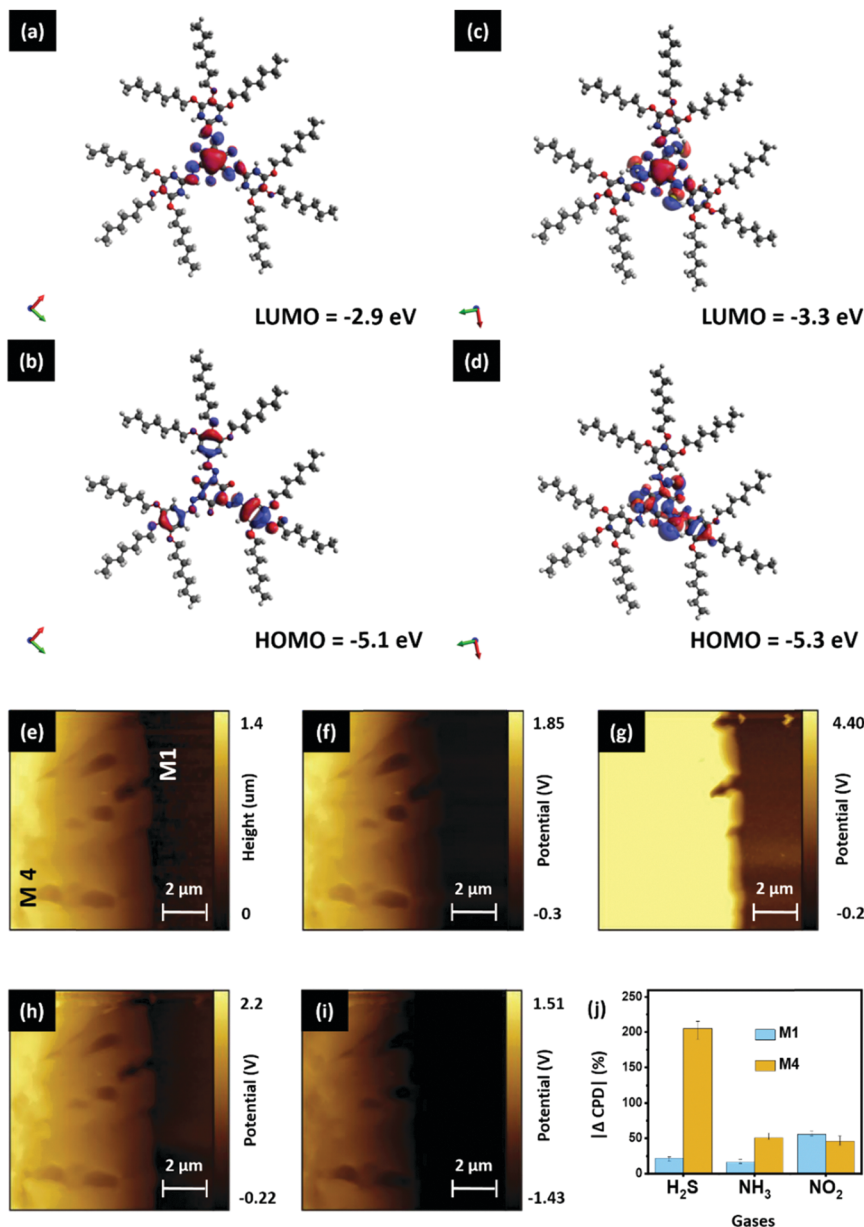 (a)
(c)
LUMO = -2.9 eV
LUMO = -3.3 eV
(b)
(d)
HOMO = -5.1 eV
HOMO = -5.3 eV
(e)
M1
M 4
2 µm
1.4
Height (um)
0
(f)
2 µm
1.85
Potential (V)
-0.3
(g)
2 µm
4.40
Potential (V)
-0.2
(h)
2 µm
2.2
Potential (V)
-0.22
(i)
2 µm
1.51
Potential (V)
-1.43
(j)
|Δ CPD| (%)
250
200
150
100
50
0
M1
M4
H₂S NH₃ NO₂
Gases